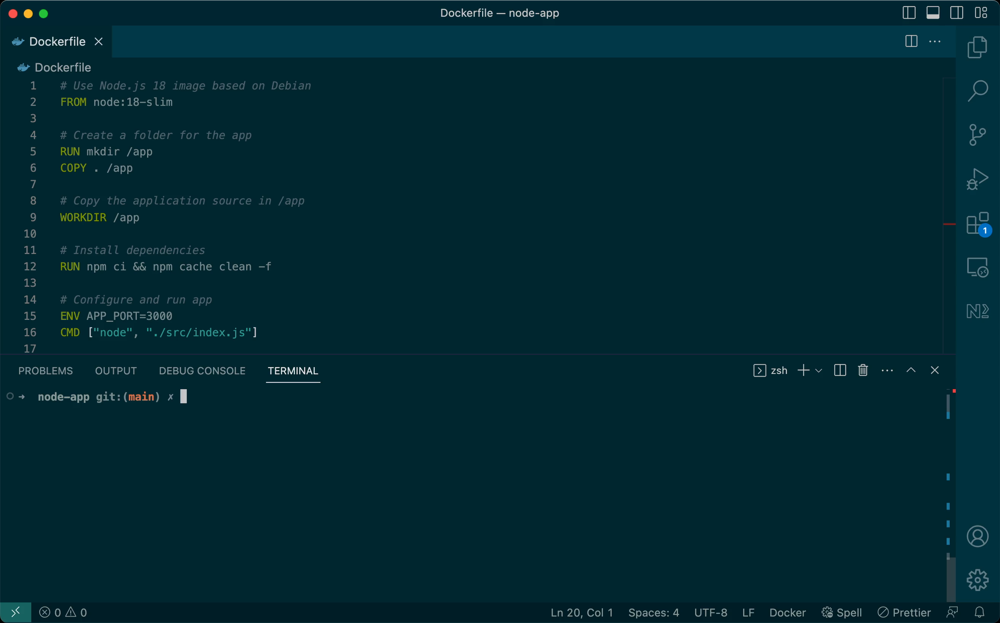 Dockerfile — node-app
Dockerfile
Dockerfile
1 # Use Node.js 18 image based on Debian
2 FROM node:18-slim
3
4 # Create a folder for the app
5 RUN mkdir /app
6 COPY . /app
7
8 # Copy the application source in /app
9 WORKDIR /app
10
11 # Install dependencies
12 RUN npm ci && npm cache clean -f
13
14 # Configure and run app
15 ENV APP_PORT=3000
16 CMD ["node", "./src/index.js"]
17
1
PROBLEMS OUTPUT DEBUG CONSOLE TERMINAL zsh
➜ node-app git:(main) ✗
0 0 Ln 20, Col 1 Spaces: 4 UTF-8 LF Docker Spell Prettier